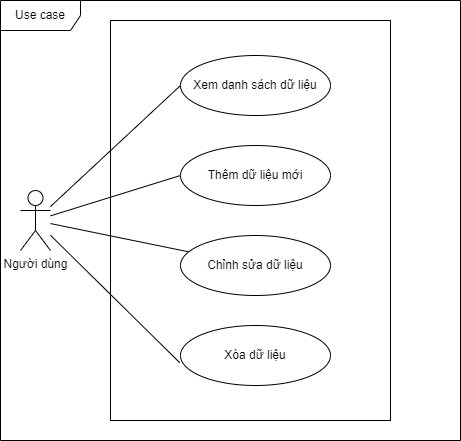 Use case
Xem danh sách dữ liệu
Thêm dữ liệu mới
Chỉnh sửa dữ liệu
Người dùng
Xóa dữ liệu